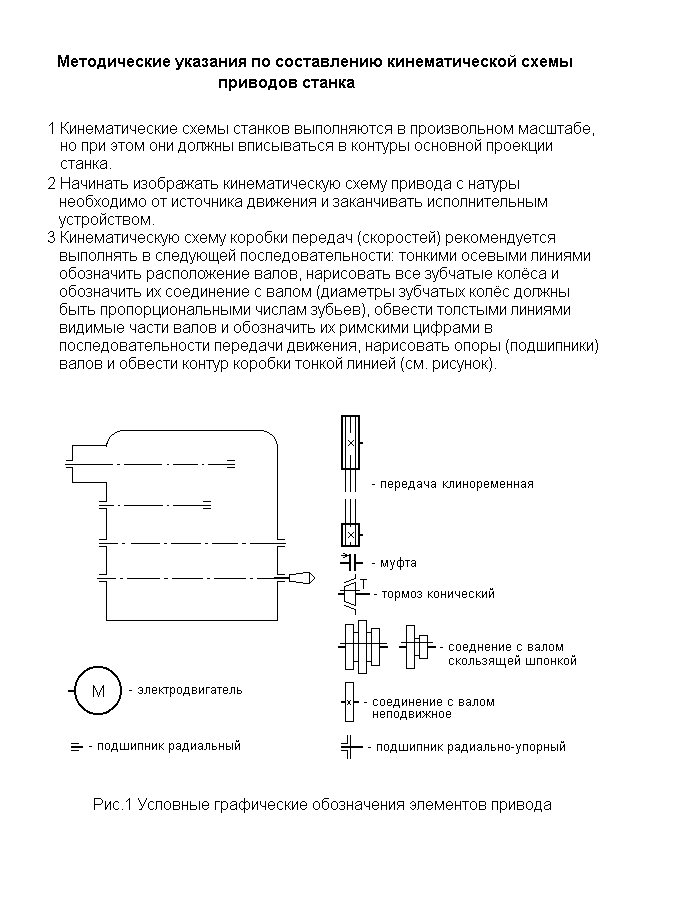 Методические указания по составлению кинематической схемы
приводов станка
1 Кинематические схемы станков выполняются в произвольном масштабе,
но при этом они должны вписываться в контуры основной проекции
станка.
2 Начинать изображать кинематическую схему привода с натуры
необходимо от источника движения и заканчивать исполнительным
устройством.
3 Кинематическую схему коробки передач (скоростей) рекомендуется
выполнять в следующей последовательности: тонкими осевыми линиями
обозначить расположение валов, нарисовать все зубчатые колёса и
обозначить их соединение с валом (диаметры зубчатых колёс должны
быть пропорциональными числам зубьев), обвести толстыми линиями
видимые части валов и обозначить их римскими цифрами в
последовательности передачи движения, нарисовать опоры (подшипники)
валов и обвести контур коробки тонкой линией (см. рисунок).
- передача клиноременная
- муфта
Т
- тормоз конический
- соеднение с валом
скользящей шпонкой
М
- электродвигатель
- соединение с валом
неподвижное
- подшипник радиальный
- подшипник радиально-упорный
Рис.1 Условные графические обозначения элементов привода